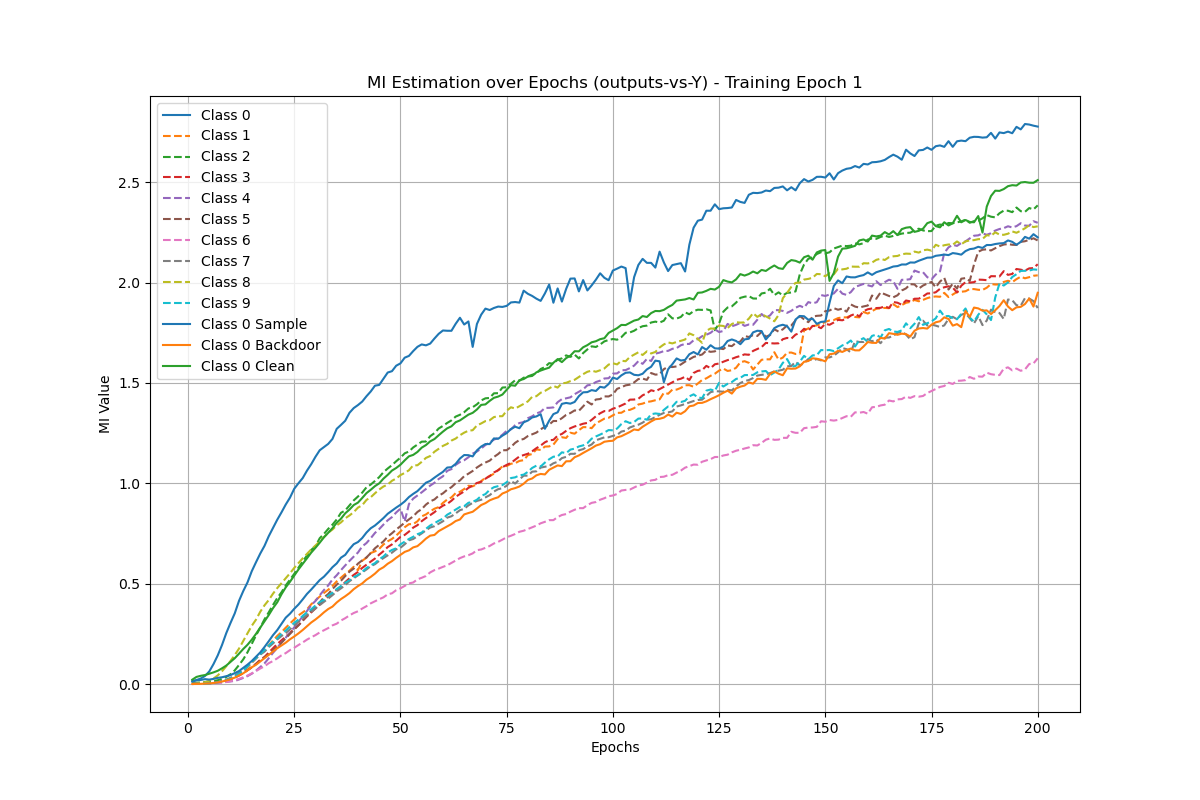 MI Estimation over Epochs (outputs-vs-Y) - Training Epoch 1
Class 0
Class 1
Class 2
Class 3
Class 4
Class 5
Class 6
Class 7
Class 8
Class 9
Class 0 Sample
Class 0 Backdoor
Class 0 Clean
MI Value
2.5
2.0
1.5
1.0
0.5
0.0
0 25 50 75 100 125 150 175 200
Epochs